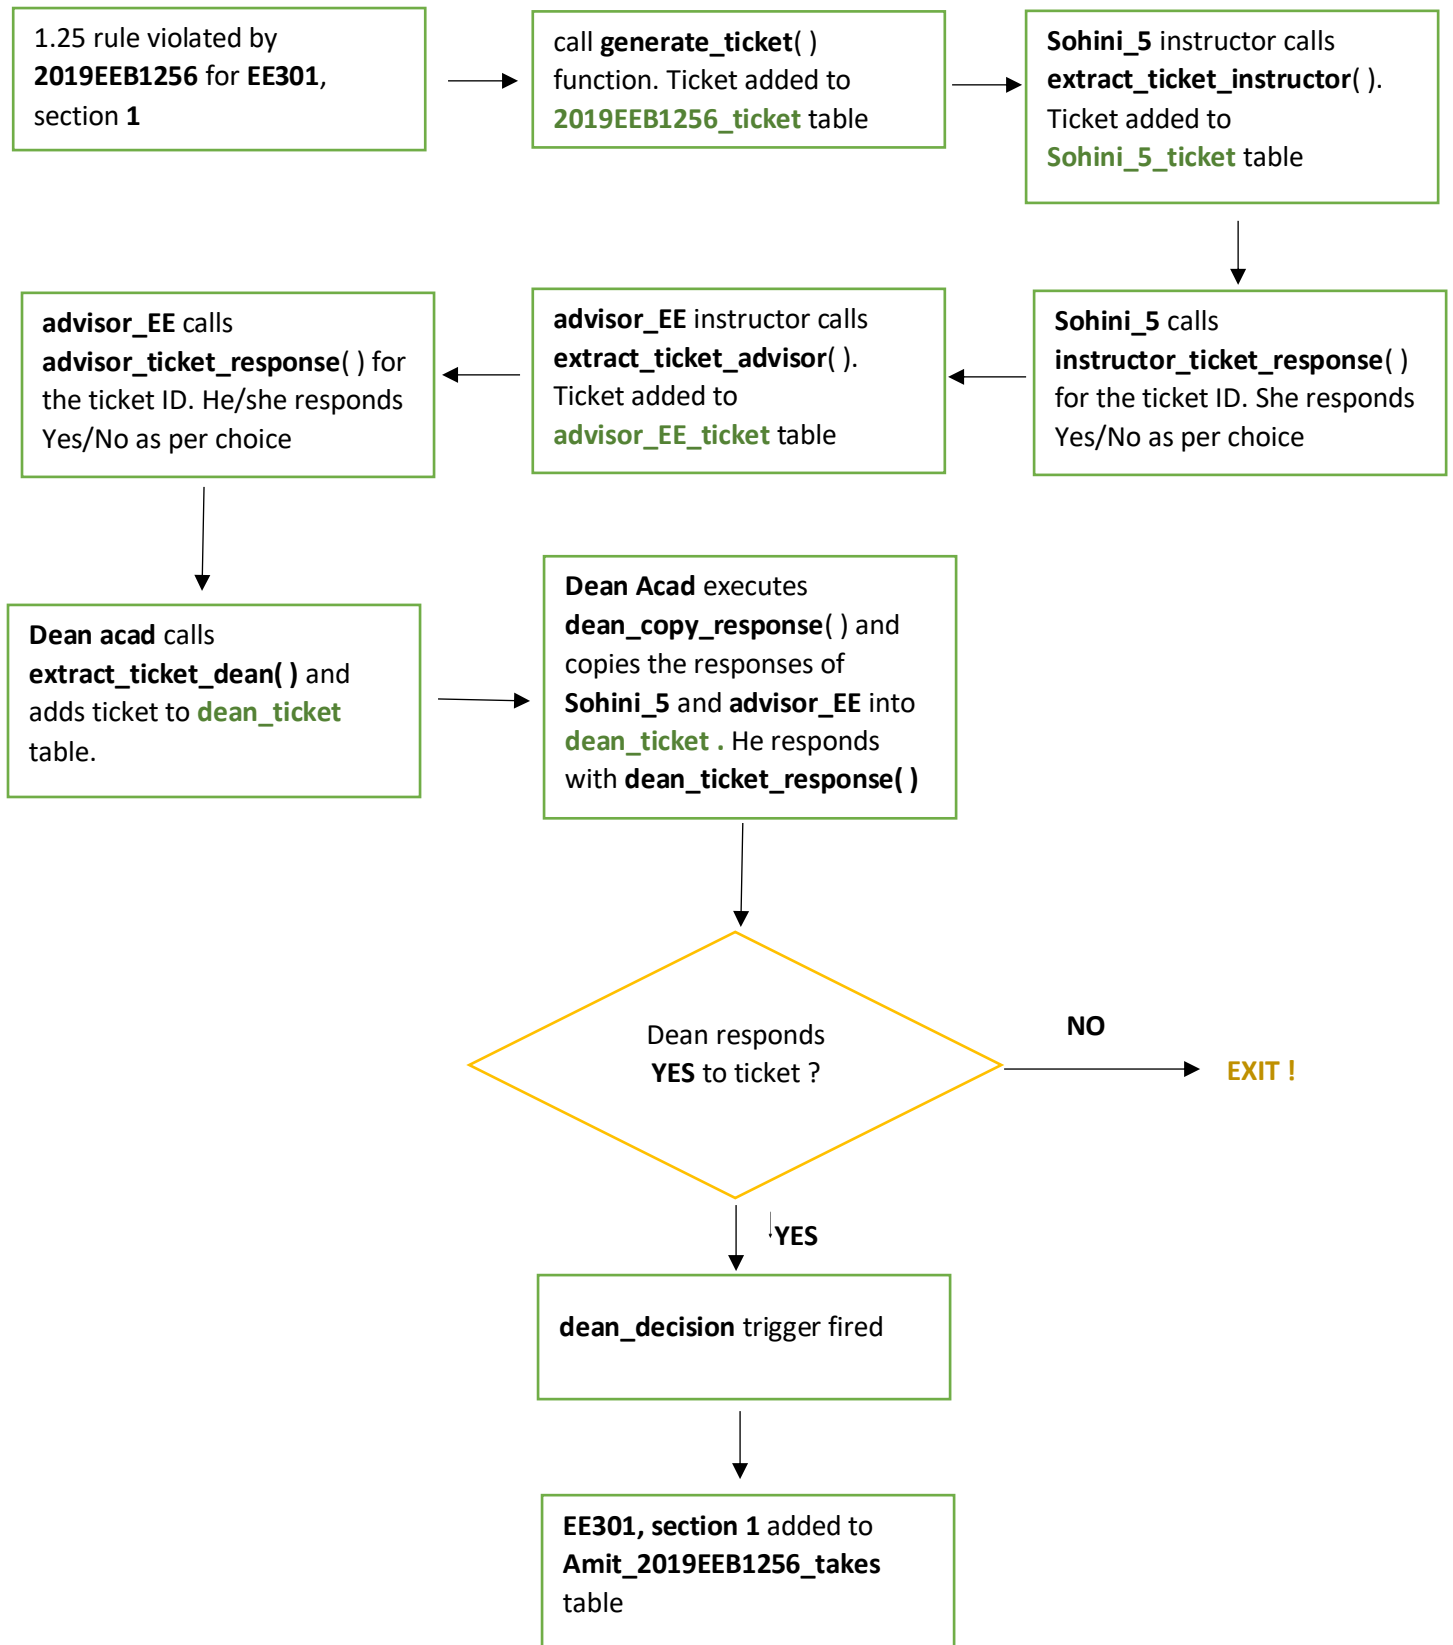 1.25 rule violated by
2019EEB1256 for EE301,
section 1
call generate_ticket( )
function. Ticket added to
2019EEB1256_ticket table
Sohini_5 instructor calls
extract_ticket_instructor( ).
Ticket added to
Sohini_5_ticket table
Sohini_5 calls
instructor_ticket_response( )
for the ticket ID. She responds
Yes/No as per choice
advisor_EE instructor calls
extract_ticket_advisor( ).
Ticket added to
advisor_EE_ticket table
advisor_EE calls
advisor_ticket_response( ) for
the ticket ID. He/she responds
Yes/No as per choice
Dean acad calls
extract_ticket_dean( ) and
adds ticket to dean_ticket
table.
Dean Acad executes
dean_copy_response( ) and
copies the responses of
Sohini_5 and advisor_EE into
dean_ticket . He responds
with dean_ticket_response( )
Dean responds
YES to ticket ?
NO
EXIT !
YES
dean_decision trigger fired
EE301, section 1 added to
Amit_2019EEB1256_takes
table